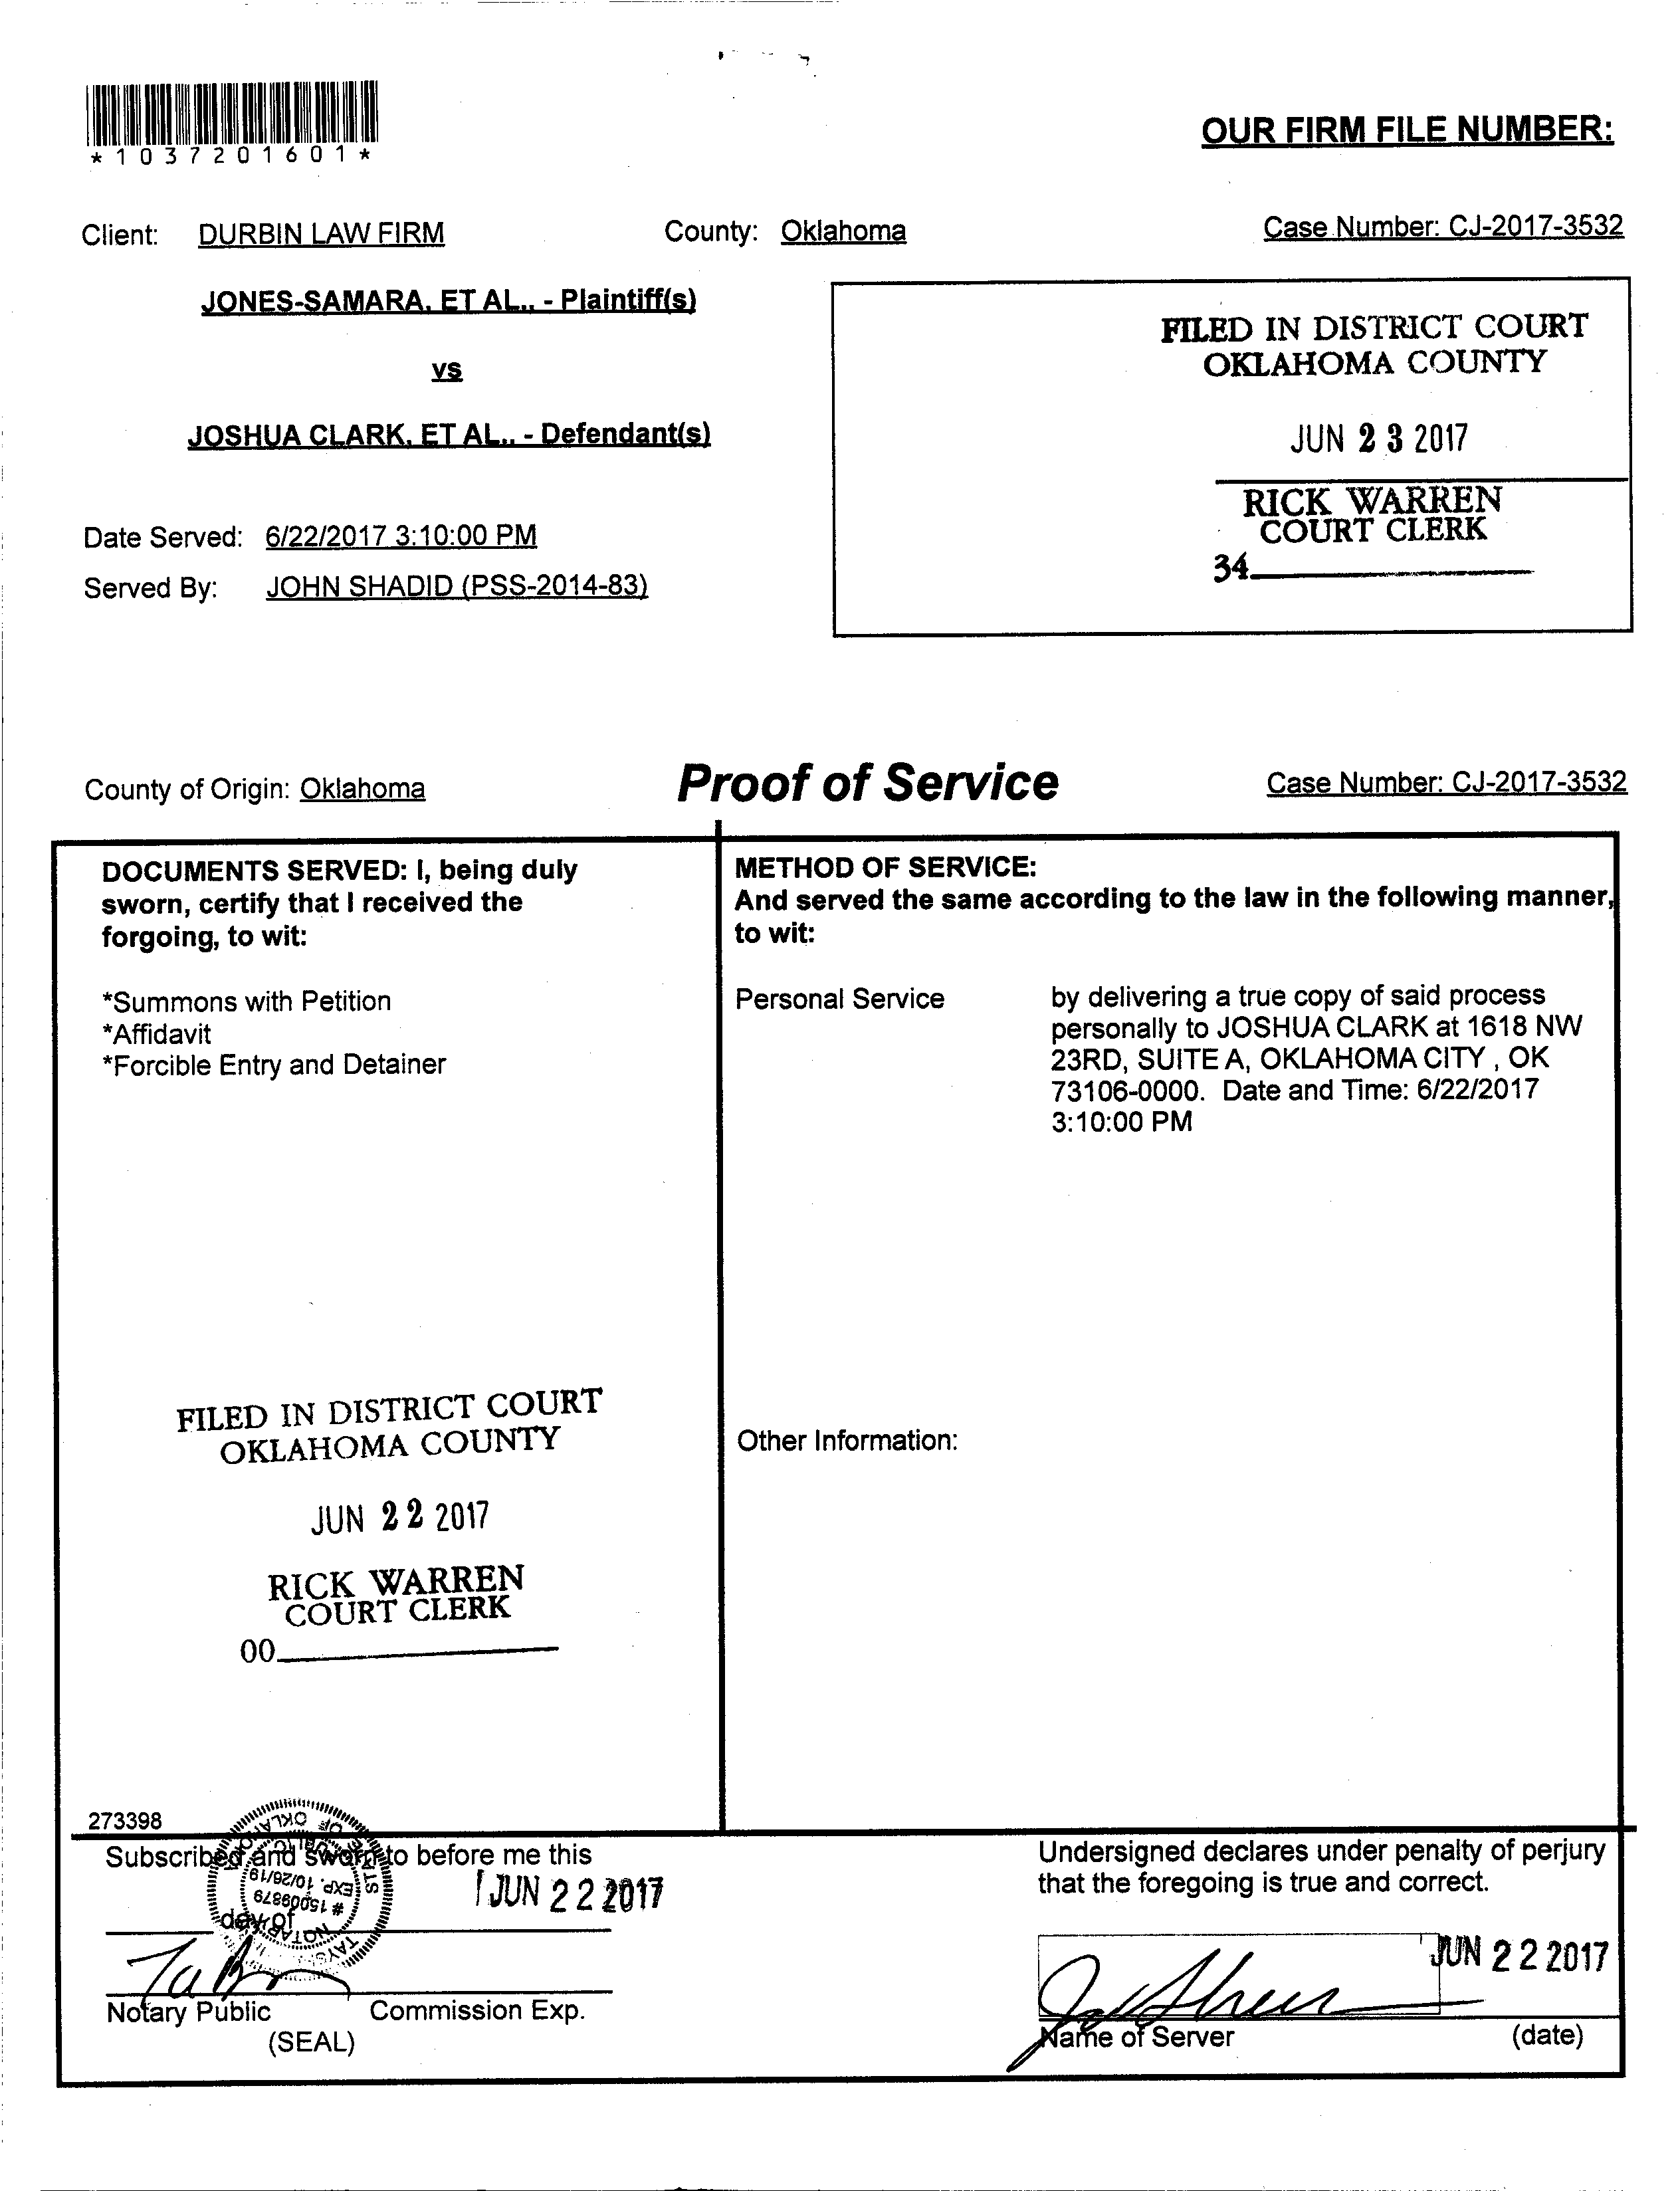 *1037201601*
OUR FIRM FILE NUMBER:
Client: DURBIN LAW FIRM County: Oklahoma Case Number: CJ-2017-3532
JONES-SAMARA, ET AL., - Plaintiff(s)
vs
JOSHUA CLARK, ET AL., - Defendant(s)
FILED IN DISTRICT COURT
OKLAHOMA COUNTY
JUN 23 2017
RICK WARREN
COURT CLERK
34
Date Served: 6/22/2017 3:10:00 PM
Served By: JOHN SHADID (PSS-2014-83)
County of Origin: Oklahoma Proof of Service Case Number: CJ-2017-3532
DOCUMENTS SERVED: I, being duly
sworn, certify that I received the
forgoing, to wit:
*Summons with Petition
*Affidavit
*Forcible Entry and Detainer
METHOD OF SERVICE:
And served the same according to the law in the following manner,
to wit:
Personal Service by delivering a true copy of said process
personally to JOSHUA CLARK at 1618 NW
23RD, SUITE A, OKLAHOMA CITY , OK
73106-0000. Date and Time: 6/22/2017
3:10:00 PM
FILED IN DISTRICT COURT
OKLAHOMA COUNTY
JUN 22 2017
RICK WARREN
COURT CLERK
00
Other Information:
273398
Subscribed and sworn to before me this
JUN 22 2017
day of
# 15009879
EXP. 10/26/19
Notary Public Commission Exp.
(SEAL)
Undersigned declares under penalty of perjury
that the foregoing is true and correct.
JUN 22 2017
Name of Server (date)